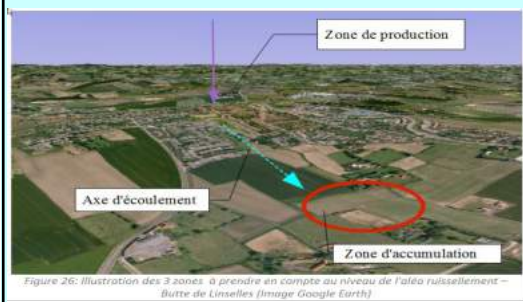 Zone de production
Axe d'écoulement
Zone d'accumulation
Figure 26: Illustration des 3 zones à prendre en compte au niveau de l'aléa ruissellement –
Butte de Linselles (Image Google Earth)